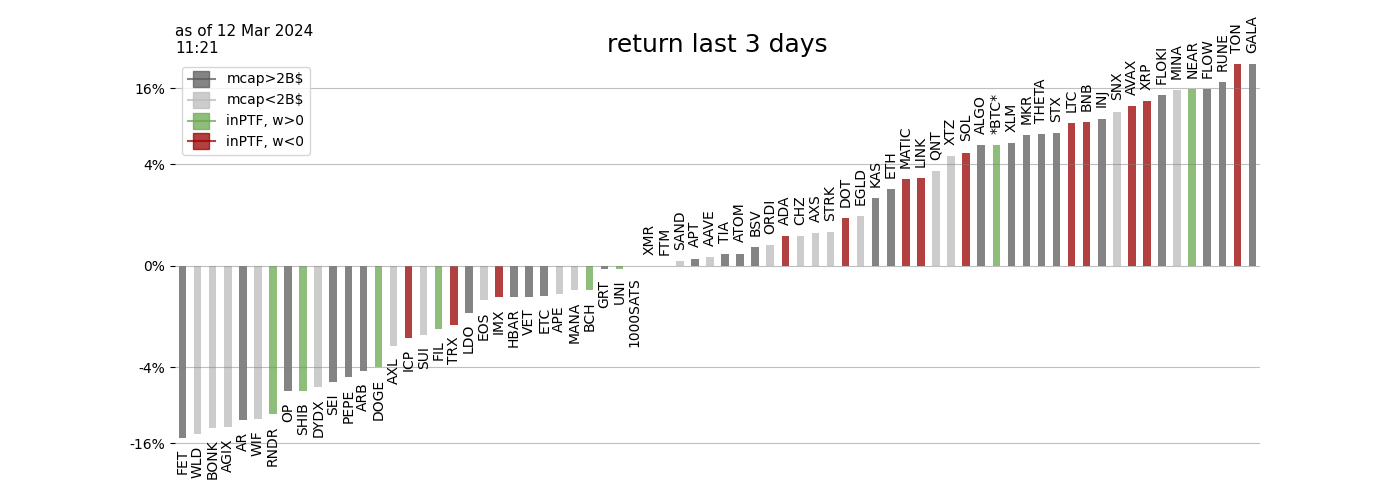 as of 12 Mar 2024
11:21
return last 3 days
mcap>2B$
mcap<2B$
inPTF, w>0
inPTF, w<0
16%
4%
0%
-4%
-16%
FET
WLD
BONK
AGIX
AR
WIF
RNDR
OP
SHIB
DYDX
SEI
PEPE
ARB
DOGE
AXL
ICP
SUI
FIL
TRX
LDO
EOS
IMX
HBAR
VET
ETC
APE
MANA
BCH
GRT
UNI
1000SATS
XMR
FTM
SAND
APT
AAVE
TIA
ATOM
BSV
ORDI
ADA
CHZ
AXS
STRK
DOT
EGLD
KAS
ETH
MATIC
LINK
QNT
XTZ
SOL
ALGO
*BTC*
XLM
MKR
THETA
STX
LTC
BNB
INJ
SNX
AVAX
XRP
FLOKI
MINA
NEAR
FLOW
RUNE
TON
GALA